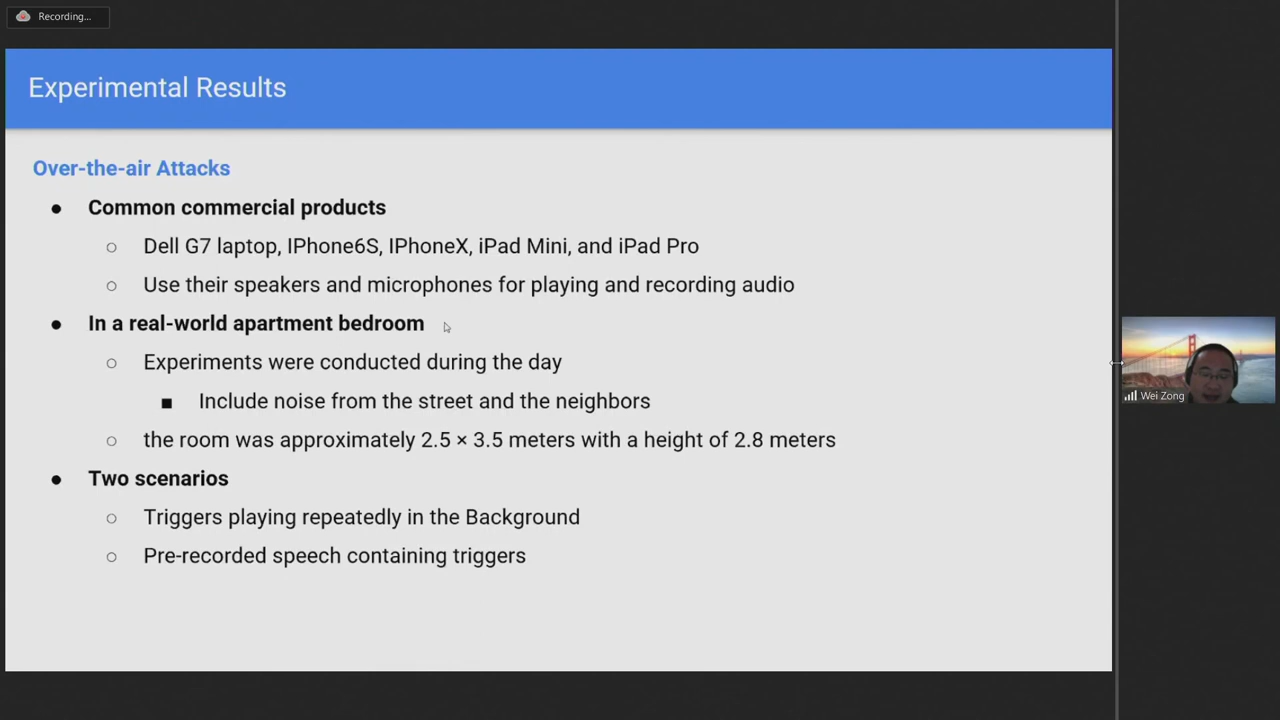 Recording...
Experimental Results
Over-the-air Attacks
● Common commercial products
○ Dell G7 laptop, IPhone6S, IPhoneX, iPad Mini, and iPad Pro
○ Use their speakers and microphones for playing and recording audio
● In a real-world apartment bedroom
○ Experiments were conducted during the day
■ Include noise from the street and the neighbors
○ the room was approximately 2.5 × 3.5 meters with a height of 2.8 meters
● Two scenarios
○ Triggers playing repeatedly in the Background
○ Pre-recorded speech containing triggers
Wei Zong